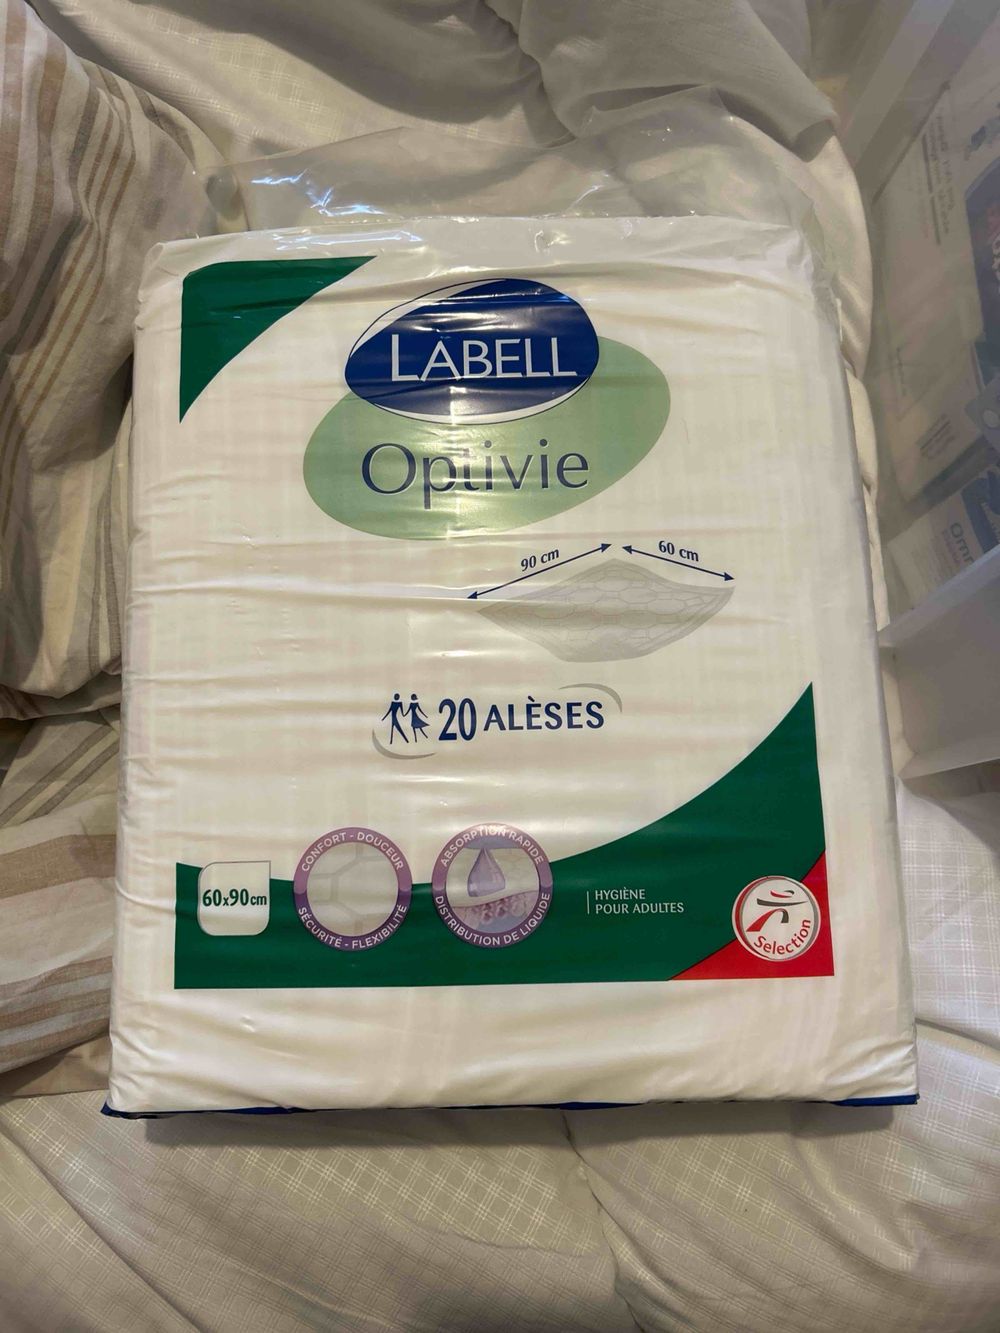 LABELL
Optivie
90 cm
60 cm
20 ALÈSES
60x90cm
CONFORT - DOUCEUR
SÉCURITÉ - FLEXIBILITÉ
ABSORPTION RAPIDE
DISTRIBUTION DE LIQUIDE
HYGIÈNE
POUR ADULTES
Selection